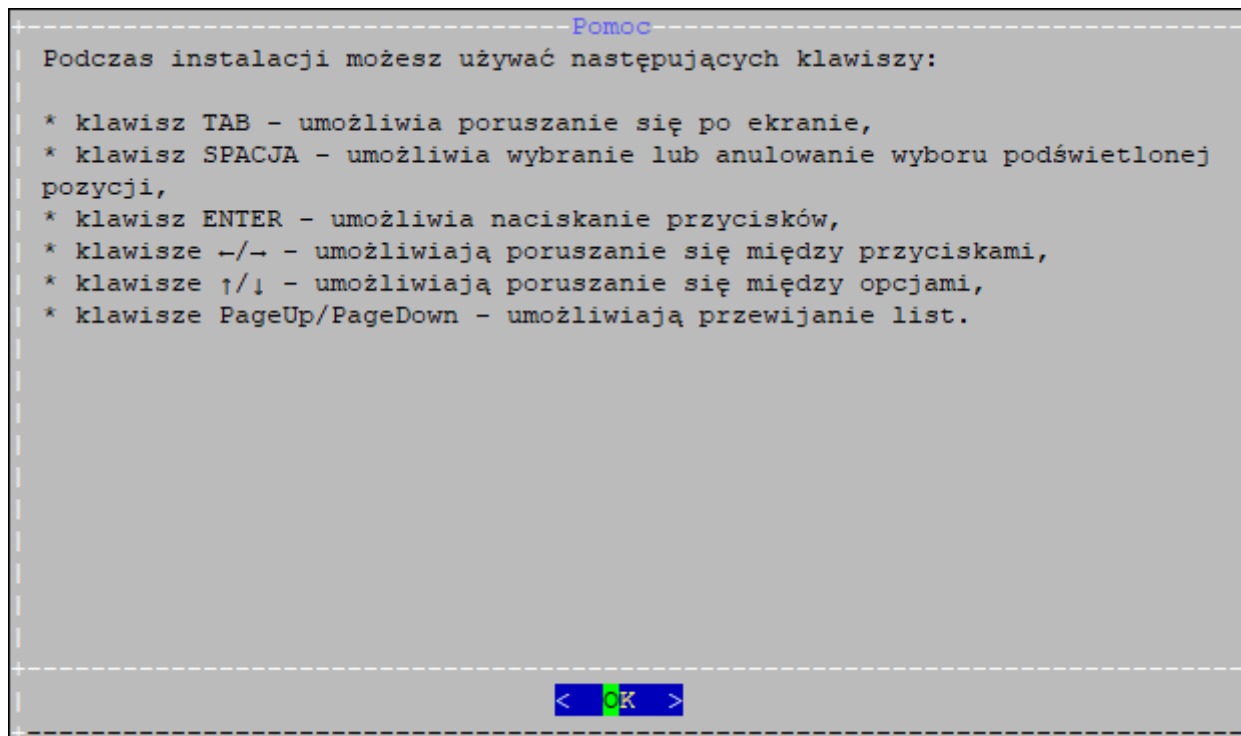 Pomoc
Podczas instalacji możesz używać następujących klawiszy:
* klawisz TAB - umożliwia poruszanie się po ekranie,
* klawisz SPACJA - umożliwia wybranie lub anulowanie wyboru podświetlonej
pozycji,
* klawisz ENTER - umożliwia naciskanie przycisków,
* klawisze ←/→ - umożliwiają poruszanie się między przyciskami,
* klawisze ↑/↓ - umożliwiają poruszanie się między opcjami,
* klawisze PageUp/PageDown - umożliwiają przewijanie list.
< OK >